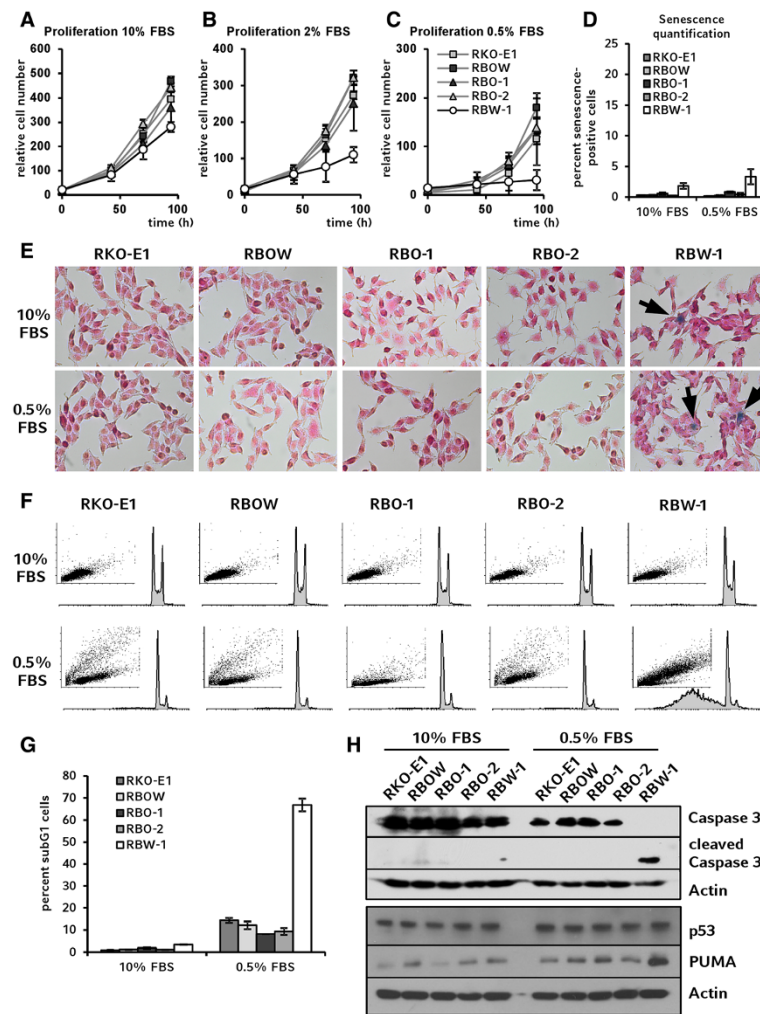 A
Proliferation 10% FBS
relative cell number
600
500
400
300
200
100
0
0 50 100
time (h)
B
Proliferation 2% FBS
relative cell number
400
300
200
100
0
0 50 100
time (h)
C
Proliferation 0.5% FBS
relative cell number
300
200
100
0
RKO-E1
RBOW
RBO-1
RBO-2
RBW-1
0 50 100
time (h)
D
Senescence
quantification
percent senescence-
positive cells
25
20
15
10
5
0
RKO-E1
RBOW
RBO-1
RBO-2
RBW-1
10% FBS 0.5% FBS
E
RKO-E1 RBOW RBO-1 RBO-2 RBW-1
10%
FBS
0.5%
FBS
F
RKO-E1 RBOW RBO-1 RBO-2 RBW-1
10%
FBS
0.5%
FBS
G
percent subG1 cells
80
70
60
50
40
30
20
10
0
RKO-E1
RBOW
RBO-1
RBO-2
RBW-1
10% FBS 0.5% FBS
H
10% FBS 0.5% FBS
RKO-E1 RBOW RBO-1 RBO-2 RBW-1 RKO-E1 RBOW RBO-1 RBO-2 RBW-1
Caspase 3
cleaved
Caspase 3
Actin
p53
PUMA
Actin